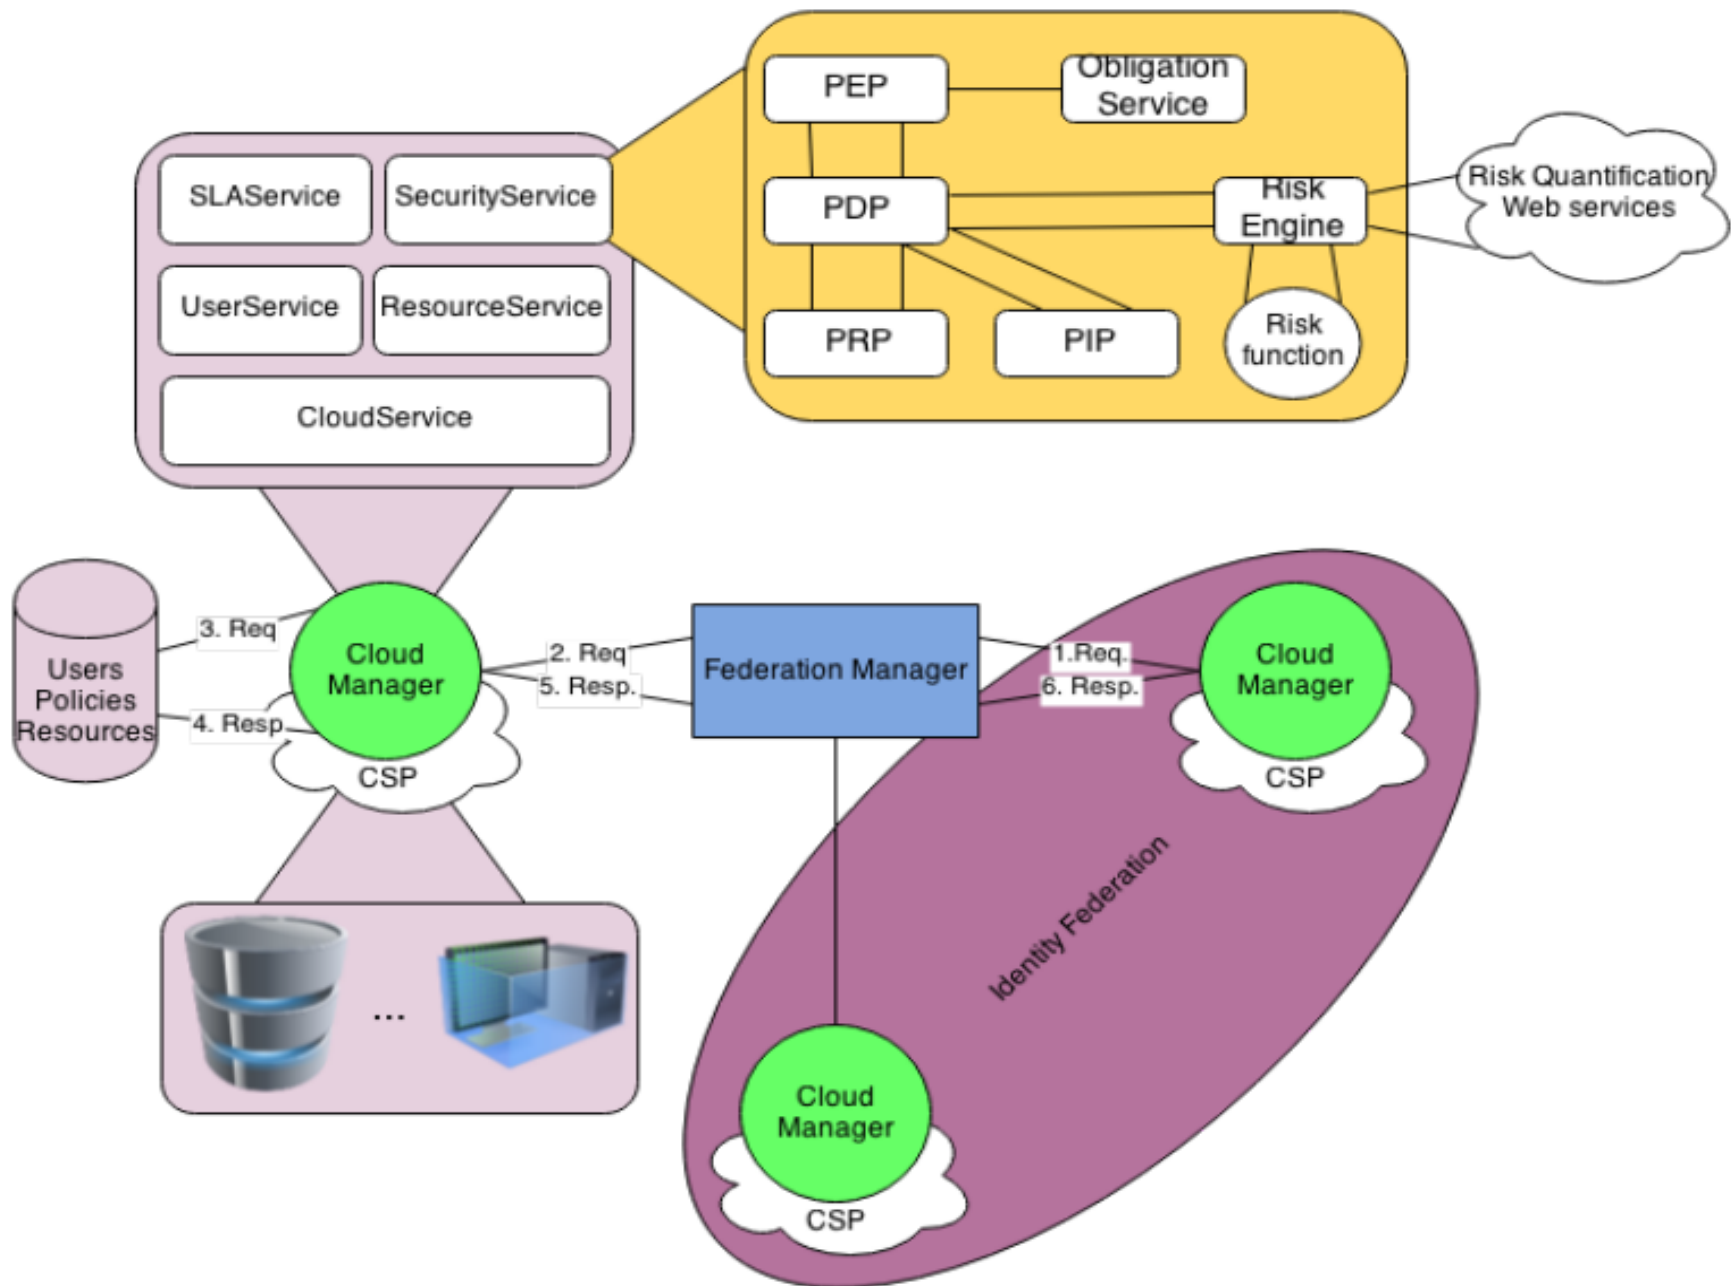 PEP
Obligation
Service
SLAService
SecurityService
PDP
Risk
Engine
Risk Quantification
Web services
UserService
ResourceService
PRP
PIP
Risk
function
CloudService
3. Req
Users
Policies
Resources
4. Resp
Cloud
Manager
CSP
2. Req
5. Resp.
Federation Manager
1.Req.
6. Resp.
Cloud
Manager
CSP
Identity Federation
...
Cloud
Manager
CSP